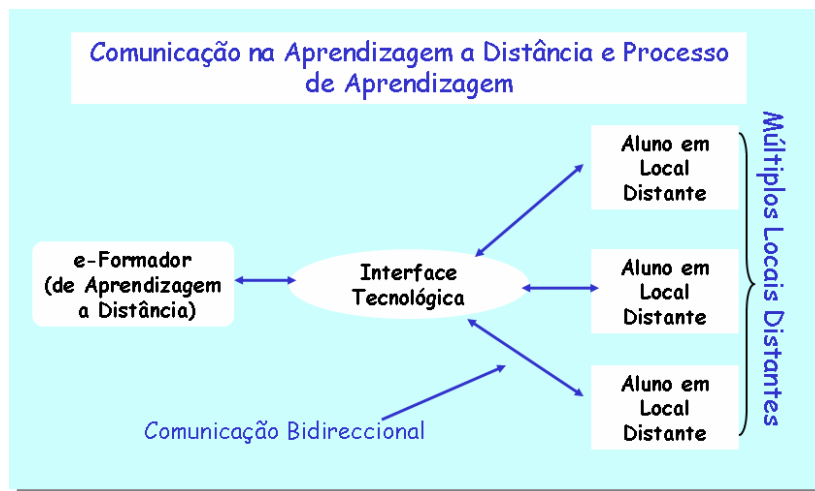 Comunicação na Aprendizagem a Distância e Processo
de Aprendizagem
Aluno em
Local
Distante
e-Formador
(de Aprendizagem
a Distância)
Interface
Tecnológica
Aluno em
Local
Distante
Aluno em
Local
Distante
Múltiplos Locais Distantes
Comunicação Bidireccional